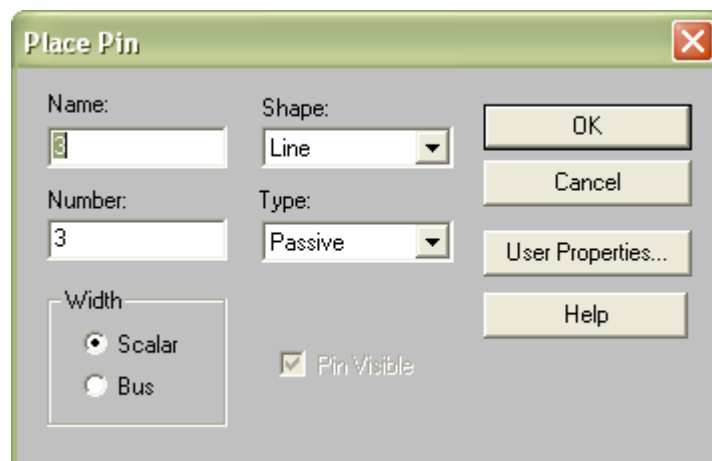 Place Pin
Name:
3
Number:
3
Shape:
Line
Type:
Passive
OK
Cancel
User Properties...
Help
Width
Scalar
Bus
Pin Visible